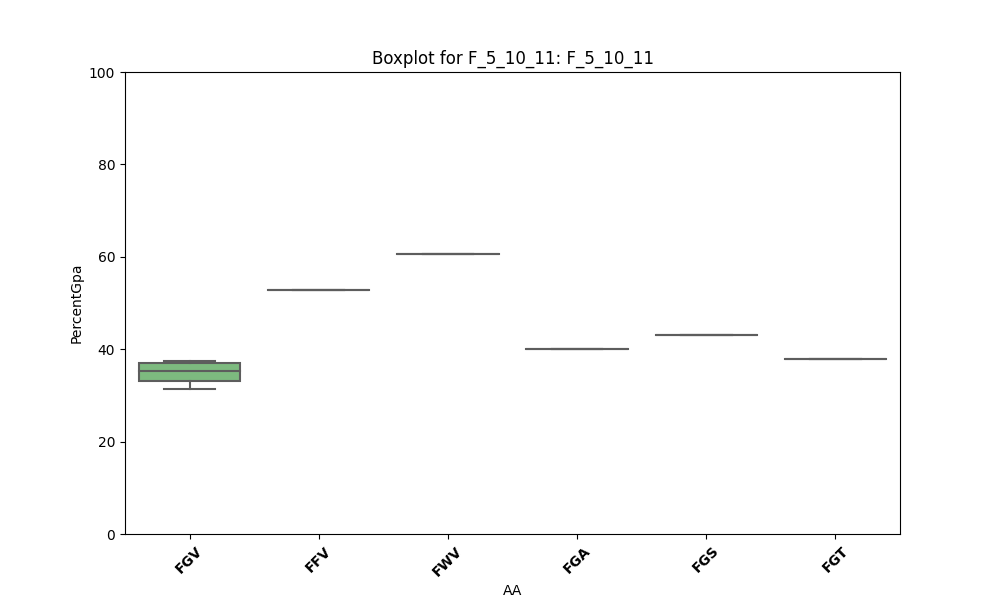 Boxplot for F_5_10_11: F_5_10_11
100
80
60
40
20
0
PercentGpa
FGV
FFV
FWV
FGA
FGS
FGT
AA